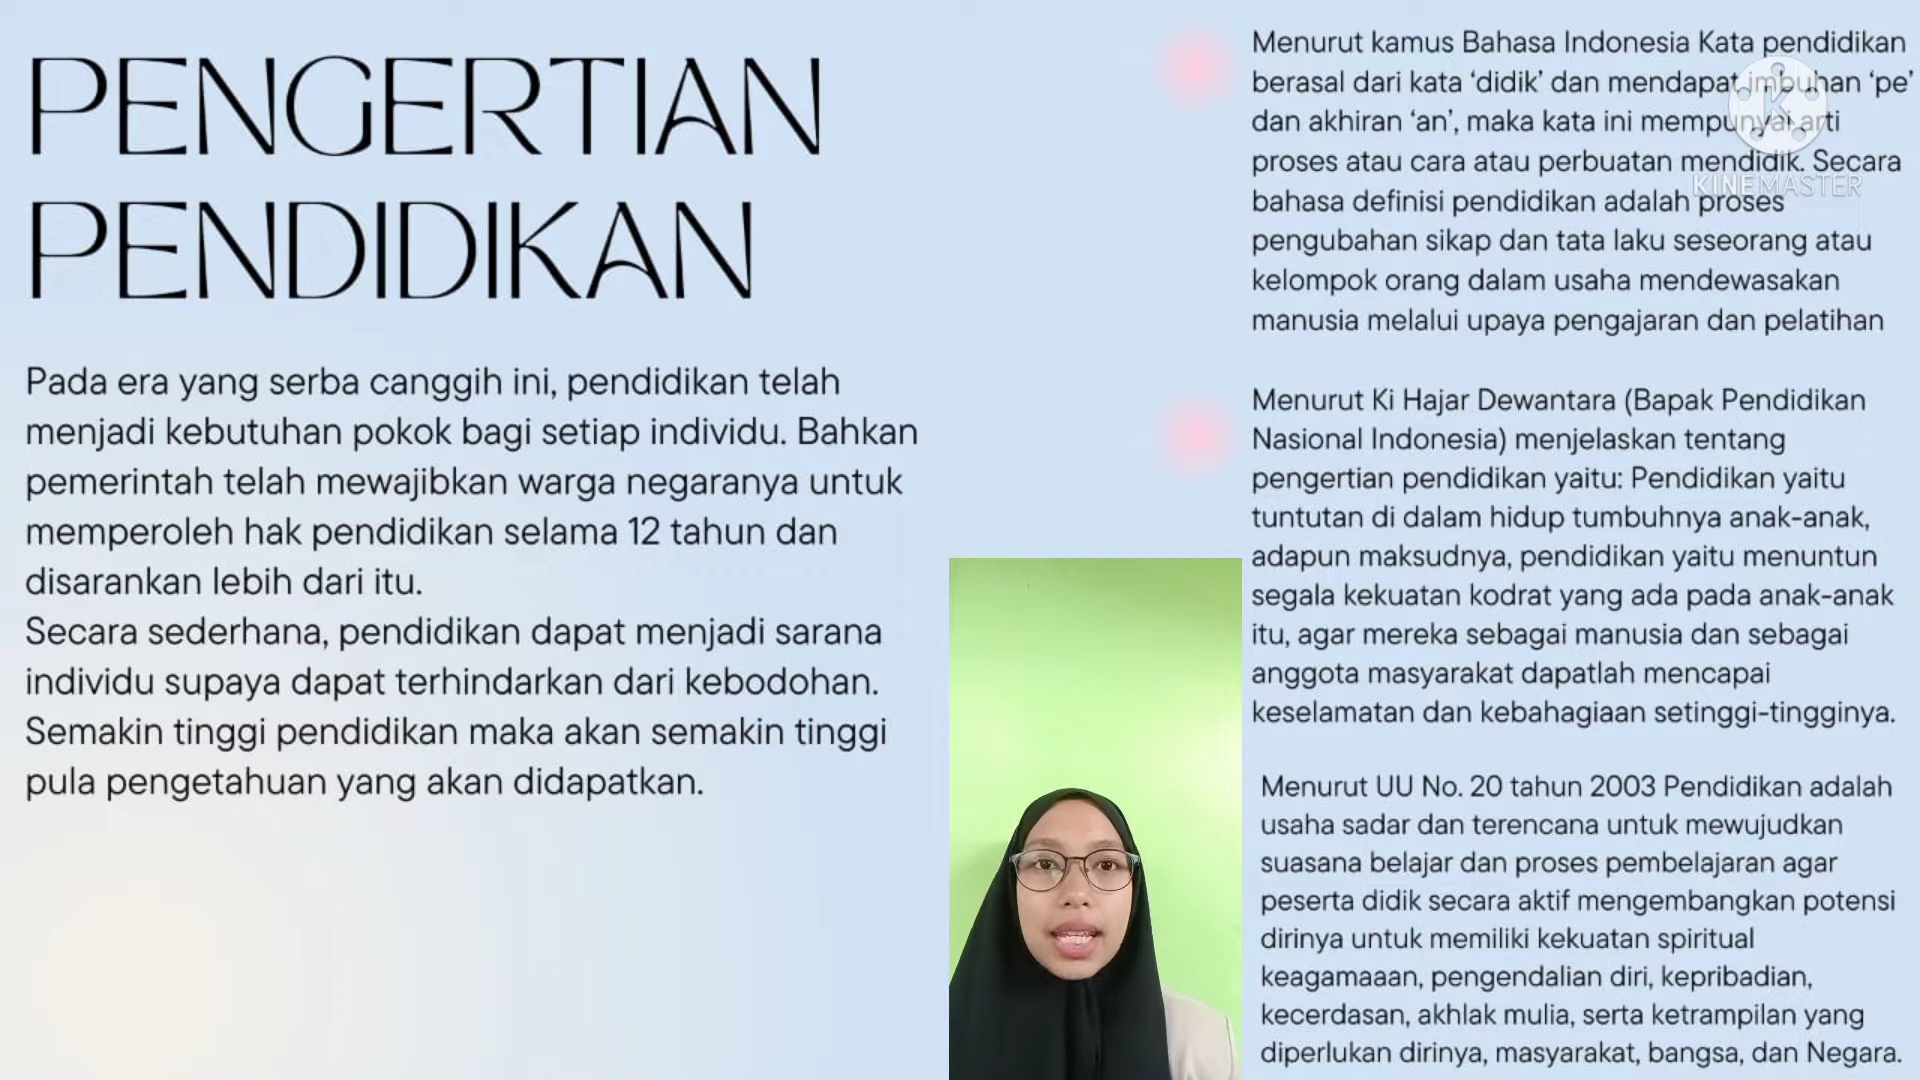 PENGERTIAN
PENDIDIKAN
Pada era yang serba canggih ini, pendidikan telah
menjadi kebutuhan pokok bagi setiap individu. Bahkan
pemerintah telah mewajibkan warga negaranya untuk
memperoleh hak pendidikan selama 12 tahun dan
disarankan lebih dari itu.
Secara sederhana, pendidikan dapat menjadi sarana
individu supaya dapat terhindarkan dari kebodohan.
Semakin tinggi pendidikan maka akan semakin tinggi
pula pengetahuan yang akan didapatkan.
Menurut kamus Bahasa Indonesia Kata pendidikan
berasal dari kata ‘didik’ dan mendapat imbuhan ‘pe’
dan akhiran ‘an’, maka kata ini mempunyai arti
proses atau cara atau perbuatan mendidik. Secara
bahasa definisi pendidikan adalah proses
pengubahan sikap dan tata laku seseorang atau
kelompok orang dalam usaha mendewasakan
manusia melalui upaya pengajaran dan pelatihan
Menurut Ki Hajar Dewantara (Bapak Pendidikan
Nasional Indonesia) menjelaskan tentang
pengertian pendidikan yaitu: Pendidikan yaitu
tuntutan di dalam hidup tumbuhnya anak-anak,
adapun maksudnya, pendidikan yaitu menuntun
segala kekuatan kodrat yang ada pada anak-anak
itu, agar mereka sebagai manusia dan sebagai
anggota masyarakat dapatlah mencapai
keselamatan dan kebahagiaan setinggi-tingginya.
Menurut UU No. 20 tahun 2003 Pendidikan adalah
usaha sadar dan terencana untuk mewujudkan
suasana belajar dan proses pembelajaran agar
peserta didik secara aktif mengembangkan potensi
dirinya untuk memiliki kekuatan spiritual
keagamaaan, pengendalian diri, kepribadian,
kecerdasan, akhlak mulia, serta ketrampilan yang
diperlukan dirinya, masyarakat, bangsa, dan Negara.
K
KINEMASTER